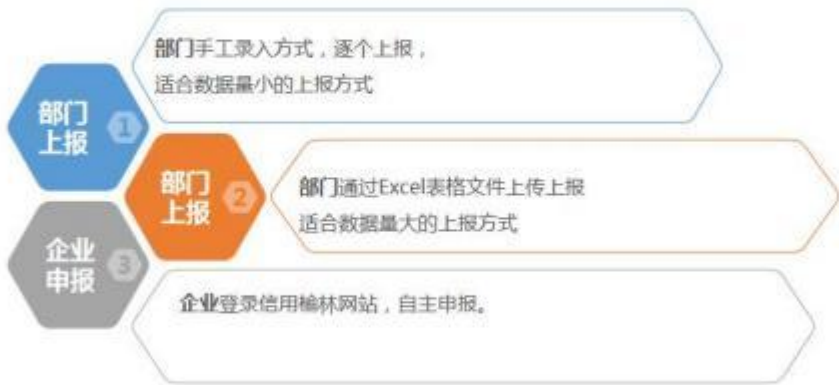 部门
上报
1
部门手工录入方式，逐个上报，
适合数据量小的上报方式
部门
上报
2
部门通过Excel表格文件上传上报
适合数据量大的上报方式
企业
申报
3
企业登录信用榆林网站，自主申报。